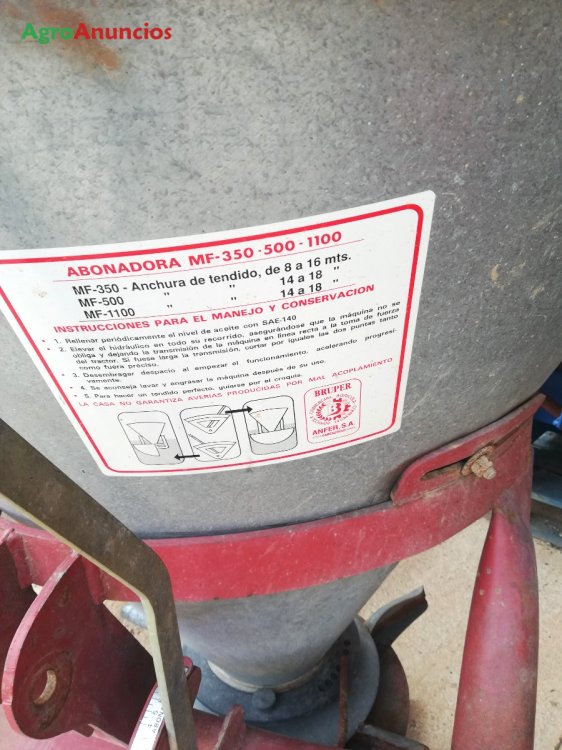 AgroAnuncios
ABONADORA MF-350-500-1100
MF-350 - Anchura de tendido, de 8 a 16 mts.
MF-500 " " 14 a 18 "
MF-1100 " " 14 a 18 "
INSTRUCCIONES PARA EL MANEJO Y CONSERVACION
• 1. Rellenar periódicamente el nivel de aceite con SAE-140
• 2. Elevar el hidráulico en todo su recorrido, asegurándose que la máquina no se
obliga y dejando la transmisión de la máquina en línea recta a la toma de fuerza
del tractor. Si fuese larga la transmisión, cortar por iguales las dos puntas tanto
como fuera preciso.
• 3. Desembragar despacio al empezar el funcionamiento, acelerando progresi-
vamente.
• 4. Se aconseja lavar y engrasar la máquina después de su uso.
• 5. Para hacer un tendido perfecto, guiarse por el croquis.
LA CASA NO GARANTIZA AVERIAS PRODUCIDAS POR MAL ACOPLAMIENTO
BRUPER
B
ANFER, S.A.